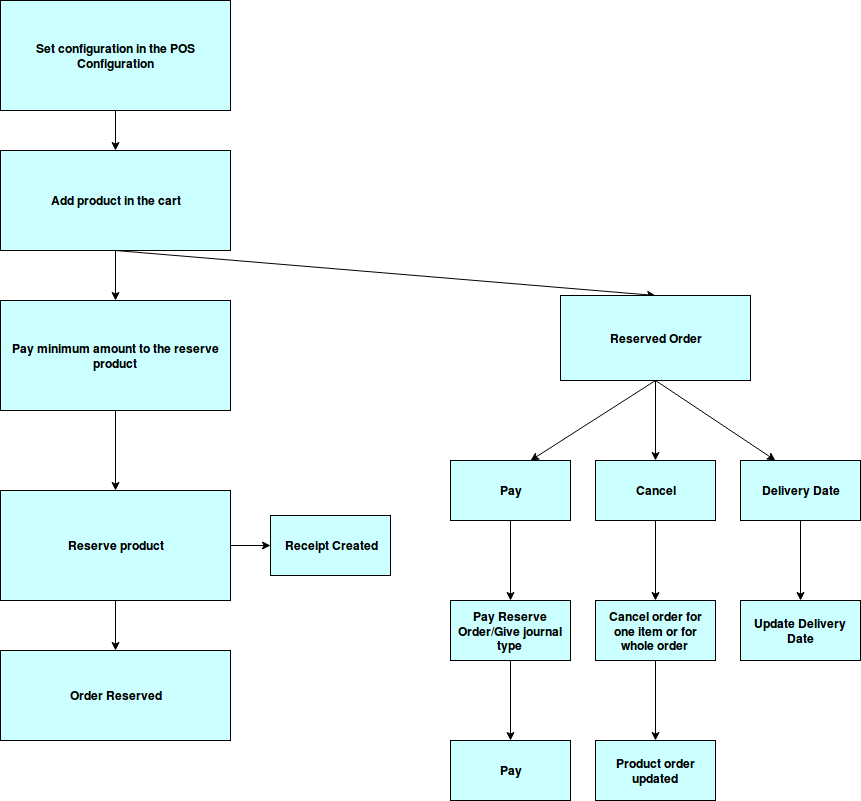 Set configuration in the POS
Configuration
Add product in the cart
Pay minimum amount to the reserve
product
Reserved Order
Pay
Cancel
Delivery Date
Reserve product
Receipt Created
Pay Reserve
Order/Give journal
type
Cancel order for
one item or for
whole order
Update Delivery
Date
Order Reserved
Pay
Product order
updated